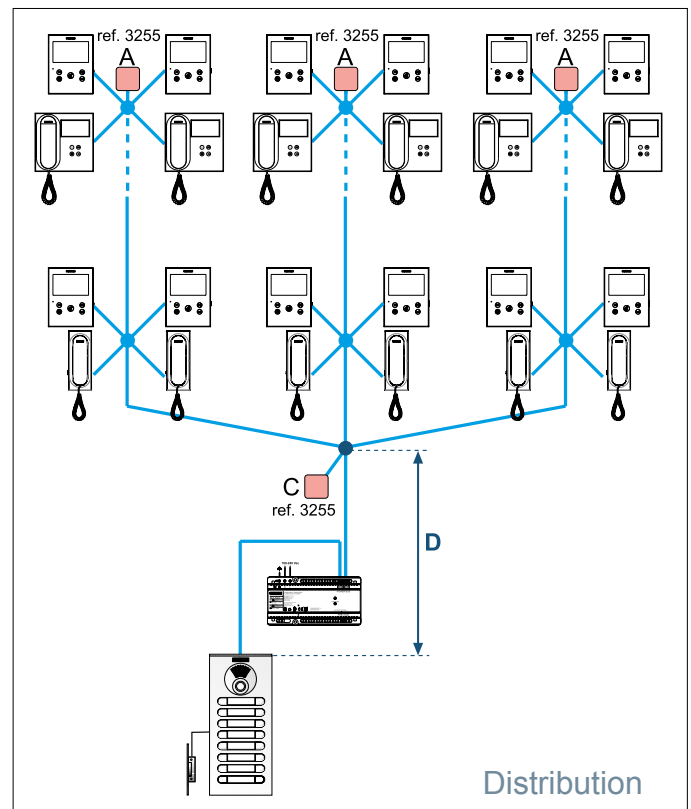 ref. 3255 ref. 3255 ref. 3255
A A A
C
ref. 3255
D
Distribution